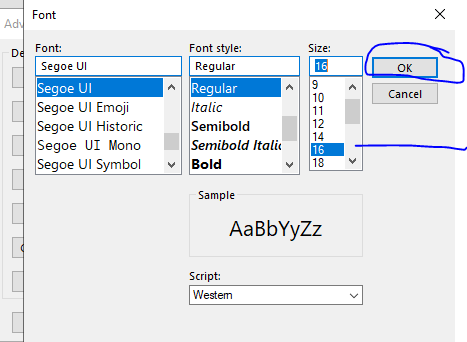 Adv
Font
Font:
Font style:
Size:
De
Segoe UI
Regular
16
OK
Segoe UI
Segoe UI Emoji
Segoe UI Historic
Segoe UI Mono
Segoe UI Symbol
Regular
Italic
Semibold
Semibold Italic
Bold
9
10
11
12
14
16
18
Cancel
Sample
AaBbYyZz
Script:
Western